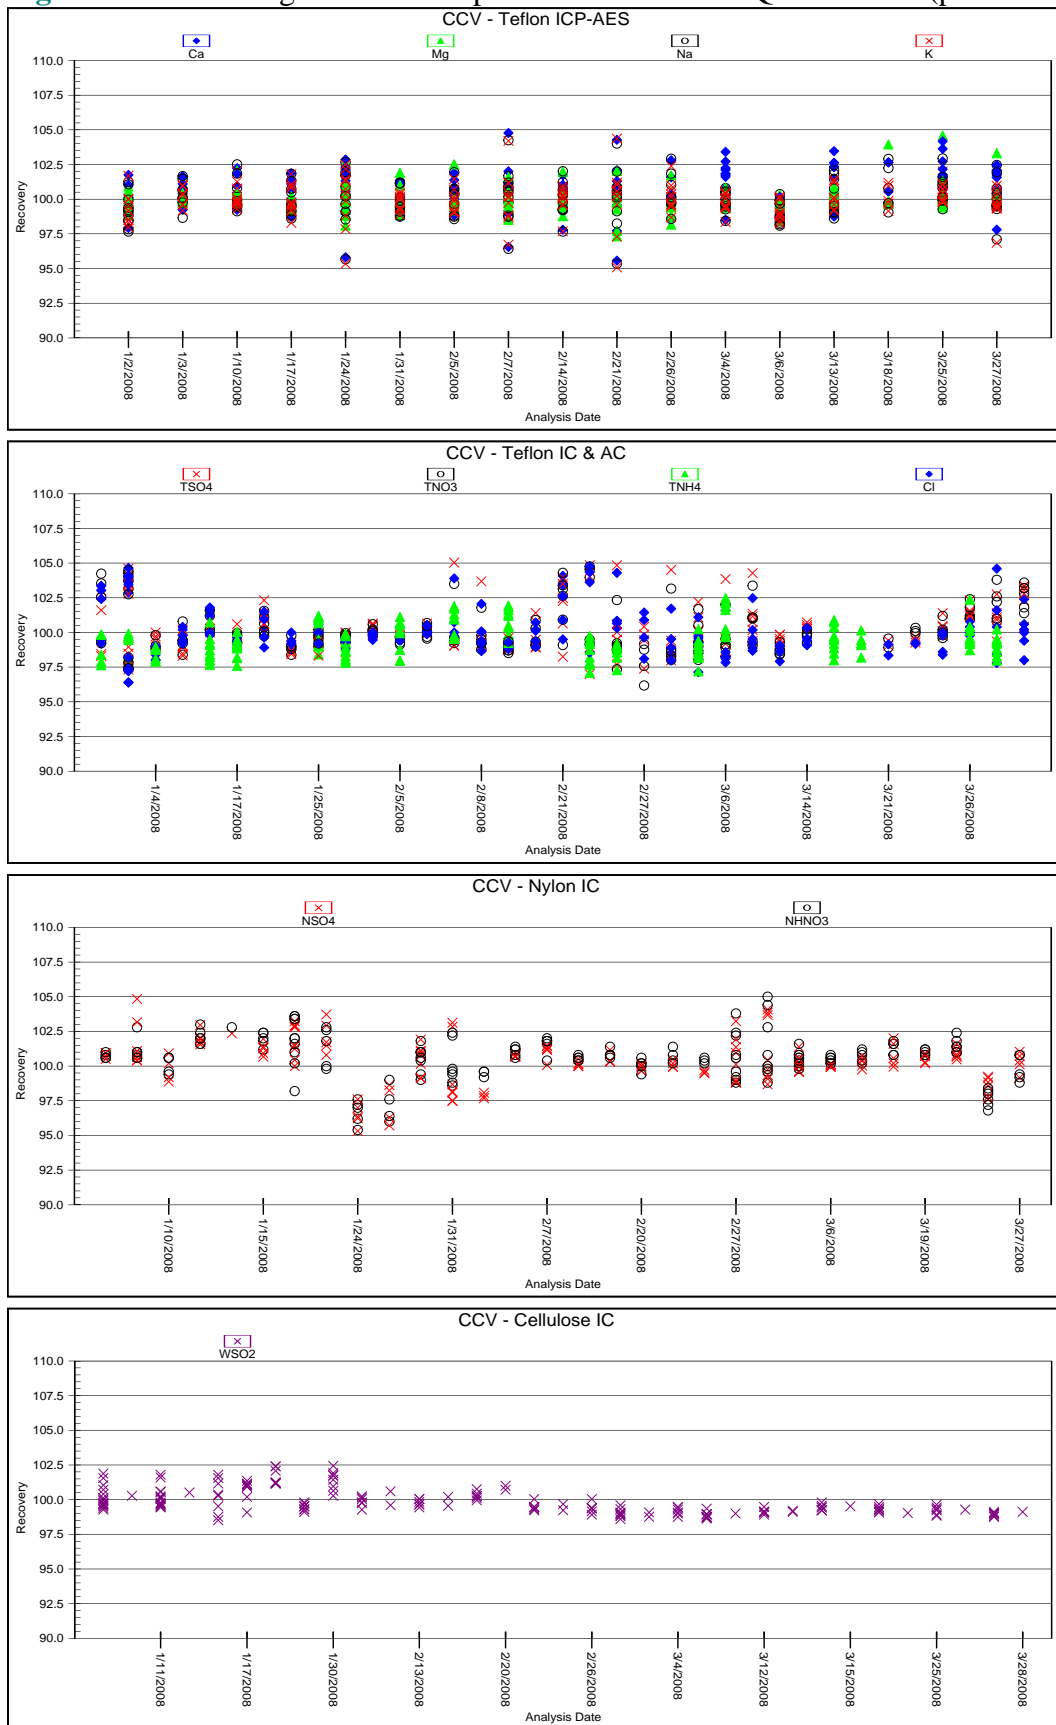 CCV - Teflon ICP-AES
Ca Mg Na K
110.0
107.5
105.0
102.5
100.0
97.5
95.0
92.5
90.0
Recovery
1/2/2008 1/3/2008 1/10/2008 1/17/2008 1/24/2008 1/31/2008 2/5/2008 2/7/2008 2/14/2008 2/21/2008 2/26/2008 3/4/2008 3/6/2008 3/13/2008 3/18/2008 3/25/2008 3/27/2008
Analysis Date
CCV - Teflon IC & AC
TSO4 TNO3 TNH4 Cl
110.0
107.5
105.0
102.5
100.0
97.5
95.0
92.5
90.0
Recovery
1/4/2008 1/17/2008 1/25/2008 2/5/2008 2/8/2008 2/21/2008 2/27/2008 3/6/2008 3/14/2008 3/21/2008 3/26/2008
Analysis Date
CCV - Nylon IC
NSO4 NHNO3
110.0
107.5
105.0
102.5
100.0
97.5
95.0
92.5
90.0
Recovery
1/10/2008 1/15/2008 1/24/2008 1/31/2008 2/7/2008 2/20/2008 2/27/2008 3/6/2008 3/19/2008 3/27/2008
Analysis Date
CCV - Cellulose IC
WSO2
110.0
107.5
105.0
102.5
100.0
97.5
95.0
92.5
90.0
Recovery
1/11/2008 1/17/2008 1/30/2008 2/13/2008 2/20/2008 2/26/2008 3/4/2008 3/12/2008 3/15/2008 3/25/2008 3/28/2008
Analysis Date